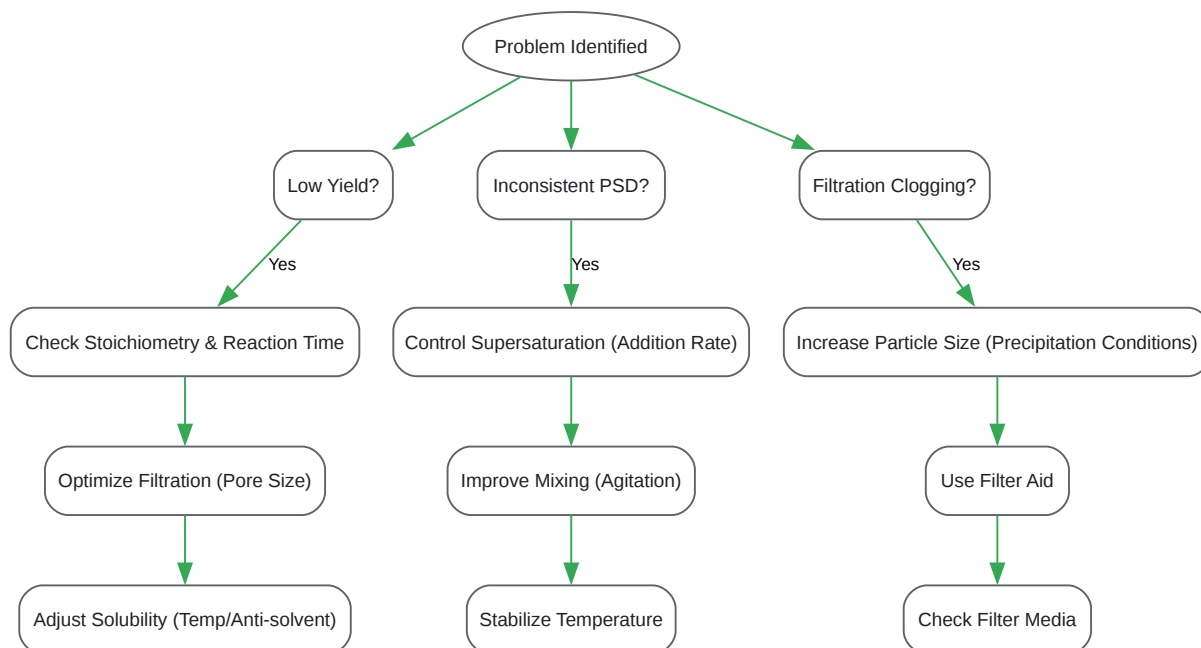 Problem Identified
Low Yield?
Inconsistent PSD?
Filtration Clogging?
Yes
Yes
Yes
Check Stoichiometry & Reaction Time
Control Supersaturation (Addition Rate)
Increase Particle Size (Precipitation Conditions)
Optimize Filtration (Pore Size)
Improve Mixing (Agitation)
Use Filter Aid
Adjust Solubility (Temp/Anti-solvent)
Stabilize Temperature
Check Filter Media